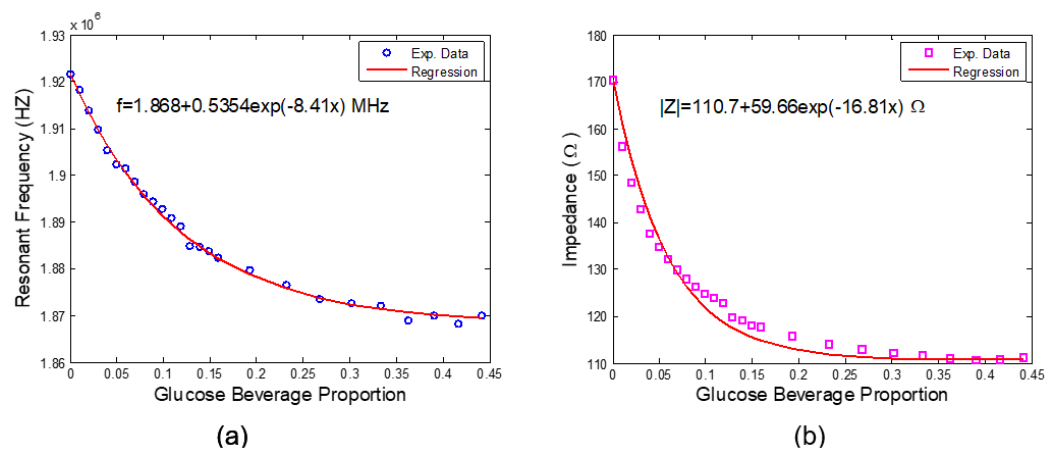 × 10⁶
1.93
1.92
1.91
1.9
1.89
1.88
1.87
1.86
Resonant Frequency (HZ)
Exp. Data
Regression
f=1.868+0.5354exp(-8.41x) MHz
0 0.05 0.1 0.15 0.2 0.25 0.3 0.35 0.4 0.45
Glucose Beverage Proportion
(a)
180
170
160
150
140
130
120
110
Impedance (Ω)
Exp. Data
Regression
|Z|=110.7+59.66exp(-16.81x) Ω
0 0.05 0.1 0.15 0.2 0.25 0.3 0.35 0.4 0.45
Glucose Beverage Proportion
(b)